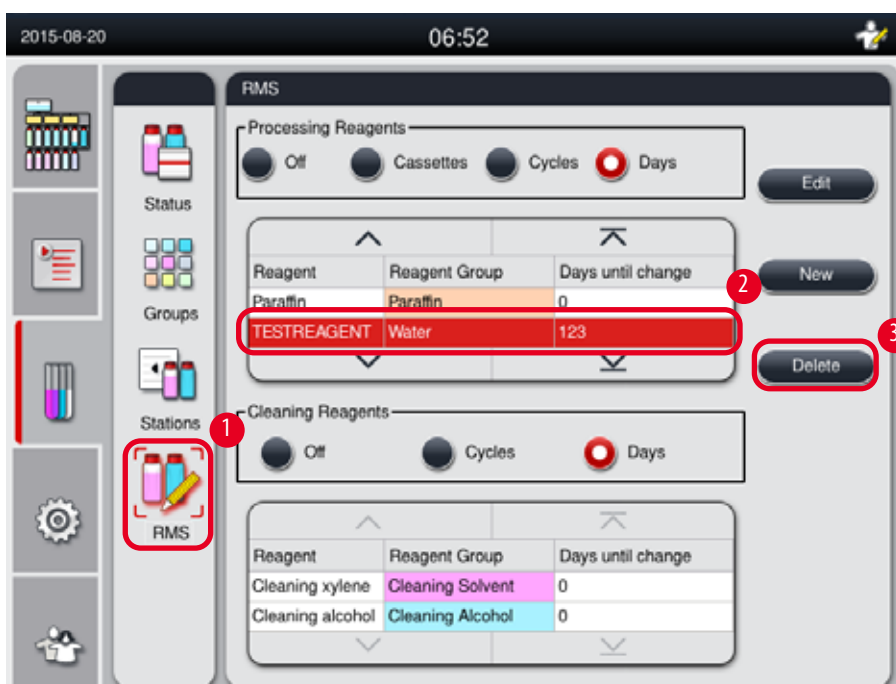 2015-08-20 06:52
RMS
Processing Reagents
Off Cassettes Cycles Days
Edit
Status
Reagent Reagent Group Days until change
2 New
Paraffin Paraffin 0
Groups
TESTREAGENT Water 123
3
Delete
Cleaning Reagents
Stations 1
Off Cycles Days
RMS
Reagent Reagent Group Days until change
Cleaning xylene Cleaning Solvent 0
Cleaning alcohol Cleaning Alcohol 0